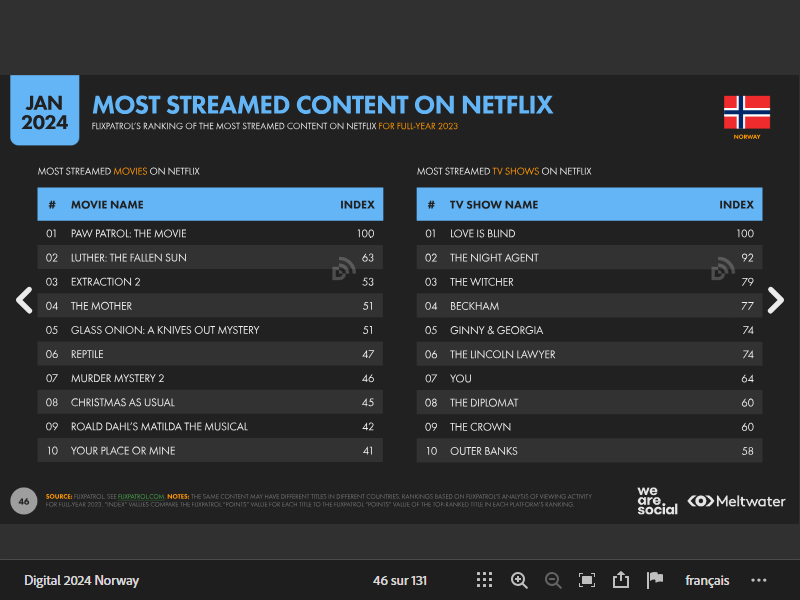 JAN
2024
MOST STREAMED CONTENT ON NETFLIX
FLIXPATROL'S RANKING OF THE MOST STREAMED CONTENT ON NETFLIX FOR FULL-YEAR 2023
NORWAY
MOST STREAMED MOVIES ON NETFLIX
# MOVIE NAME INDEX
01 PAW PATROL: THE MOVIE 100
02 LUTHER: THE FALLEN SUN 63
03 EXTRACTION 2 53
04 THE MOTHER 51
05 GLASS ONION: A KNIVES OUT MYSTERY 51
06 REPTILE 47
07 MURDER MYSTERY 2 46
08 CHRISTMAS AS USUAL 45
09 ROALD DAHL'S MATILDA THE MUSICAL 42
10 YOUR PLACE OR MINE 41
MOST STREAMED TV SHOWS ON NETFLIX
# TV SHOW NAME INDEX
01 LOVE IS BLIND 100
02 THE NIGHT AGENT 92
03 THE WITCHER 79
04 BECKHAM 77
05 GINNY & GEORGIA 74
06 THE LINCOLN LAWYER 74
07 YOU 64
08 THE DIPLOMAT 60
09 THE CROWN 60
10 OUTER BANKS 58
46
SOURCE: FLIXPATROL. SEE FLIXPATROL.COM. NOTES: THE SAME CONTENT MAY HAVE DIFFERENT TITLES IN DIFFERENT COUNTRIES. RANKINGS BASED ON FLIXPATROL'S ANALYSIS OF VIEWING ACTIVITY
FOR FULL-YEAR 2023. "INDEX" VALUES COMPARE THE FLIXPATROL "POINTS" VALUE FOR EACH TITLE TO THE FLIXPATROL "POINTS" VALUE OF THE TOP-RANKED TITLE IN EACH PLATFORM'S RANKING.
we
are
social
Meltwater
Digital 2024 Norway
46 sur 131
français